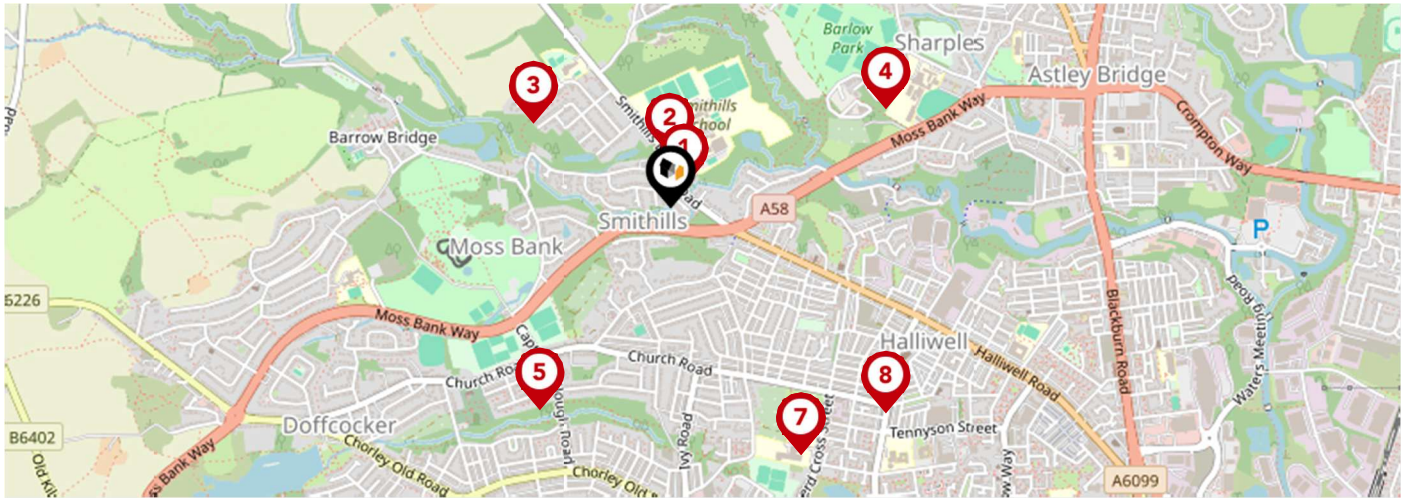 Barlow
Park
Sharples
Astley Bridge
3
4
2
1
Smithills
School
Moss Bank Way
Crompton Way
Barrow Bridge
Smithills
A58
P
Moss Bank
B6226
Moss Bank Way
Blackburn Road
Waters Meeting Road
Halliwell
Halliwell Road
Church Road
Church Road
5
8
7
Doffcocker
B6402
Chorley Old Road
Chorley Old Road
Ivy Road
Tennyson Street
Moss Bank Way
A6099